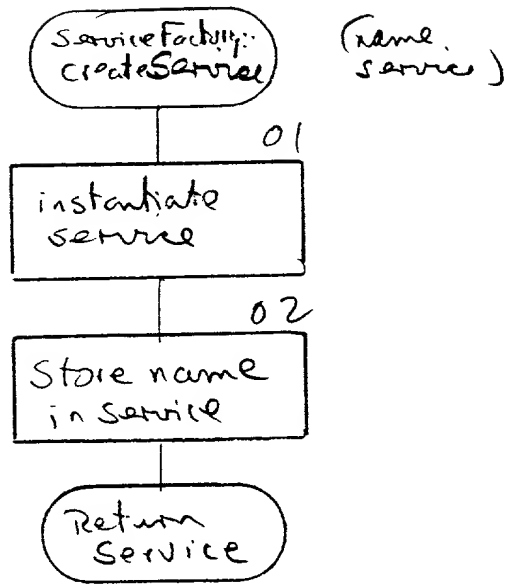 ServiceFactory::
createService
(name,
service)
01
instantiate
service
02
Store name
in service
Return
Service